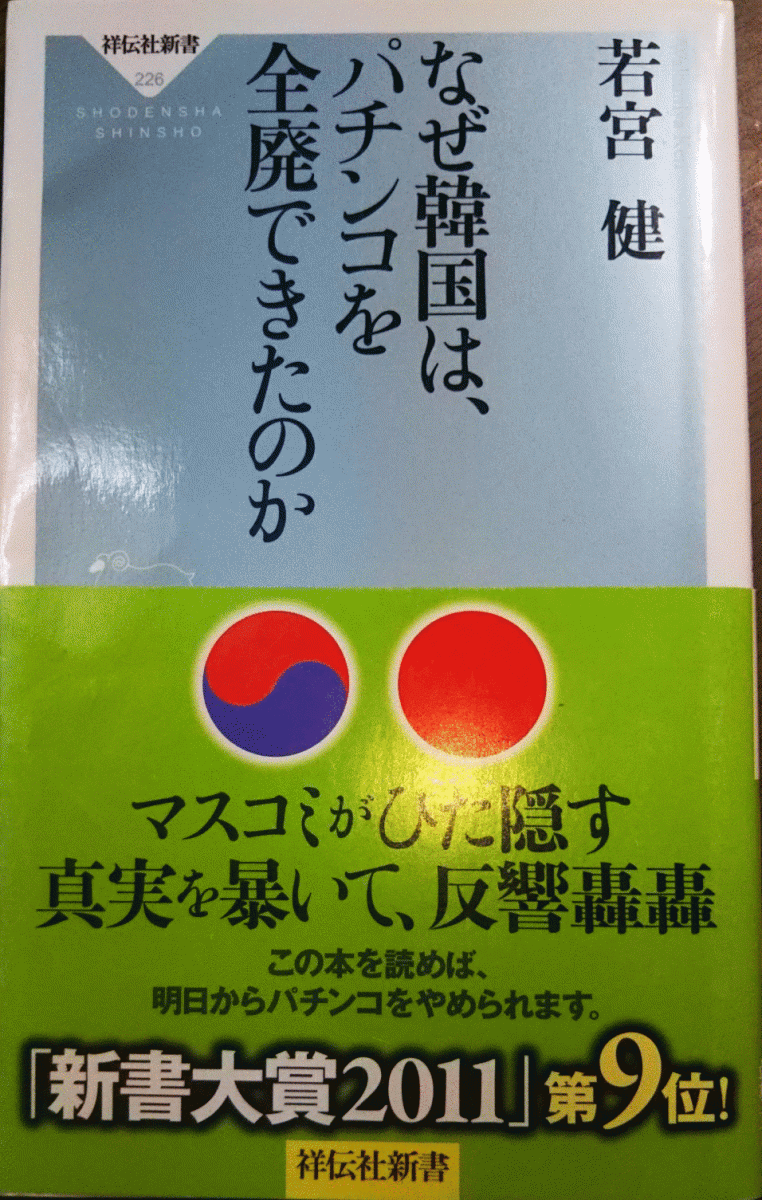 祥伝社新書
226
SHODENSHA
SHINSHO
若宮 健
なぜ韓国は、
パチンコを
全廃できたのか
マスコミがひた隠す
真実を暴いて、反響轟轟
この本を読めば、
明日からパチンコをやめられます。
「新書大賞2011」第9位!
祥伝社新書